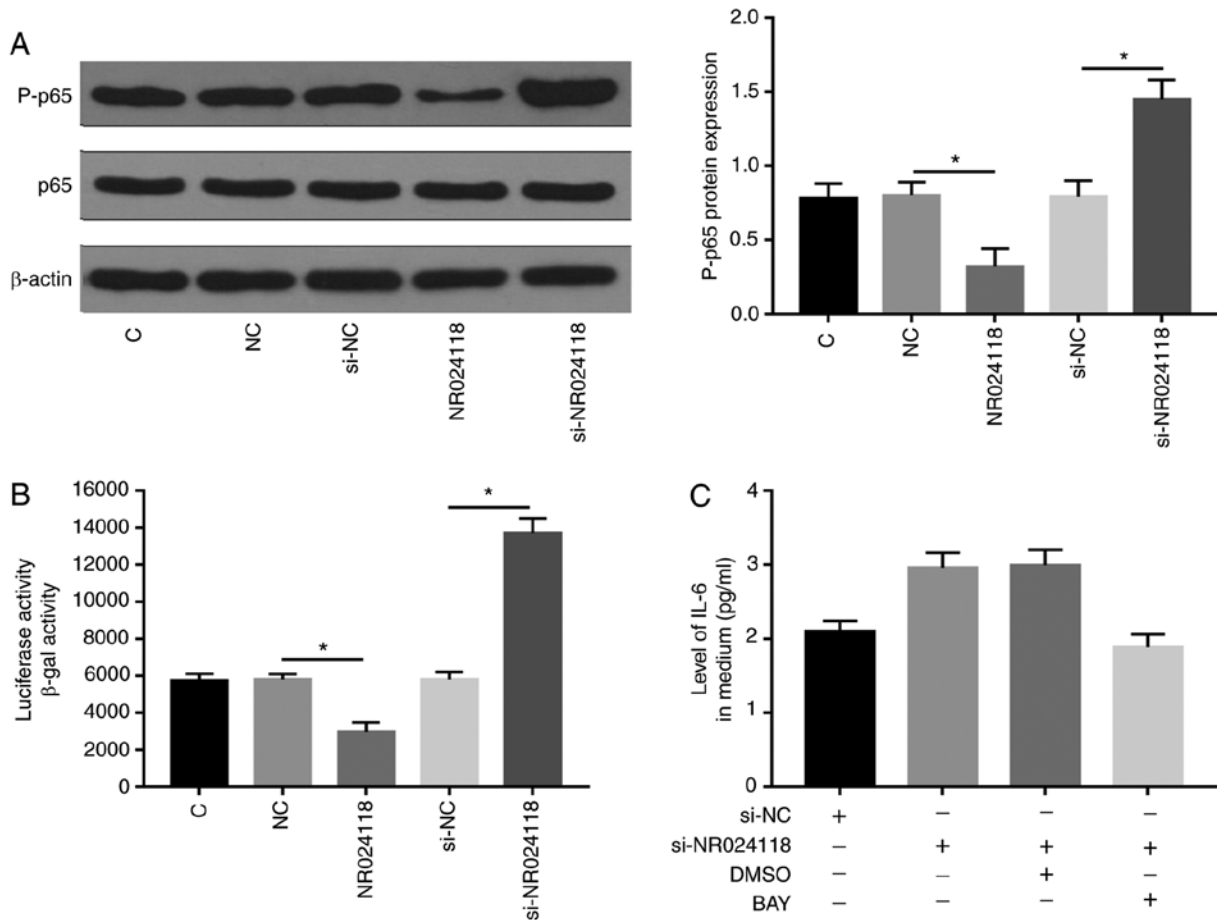 A
P-p65
p65
β-actin
C
NC
si-NC
NR024118
si-NR024118
P-p65 protein expression
2.0
1.5
1.0
0.5
0.0
*
*
C
NC
NR024118
si-NC
si-NR024118
B
Luciferase activity
β-gal activity
16000
14000
12000
10000
8000
6000
4000
2000
0
*
*
C
NC
NR024118
si-NC
si-NR024118
C
Level of IL-6
in medium (pg/ml)
4
3
2
1
0
si-NC + − − −
si-NR024118 − + + +
DMSO − − + −
BAY − − − +